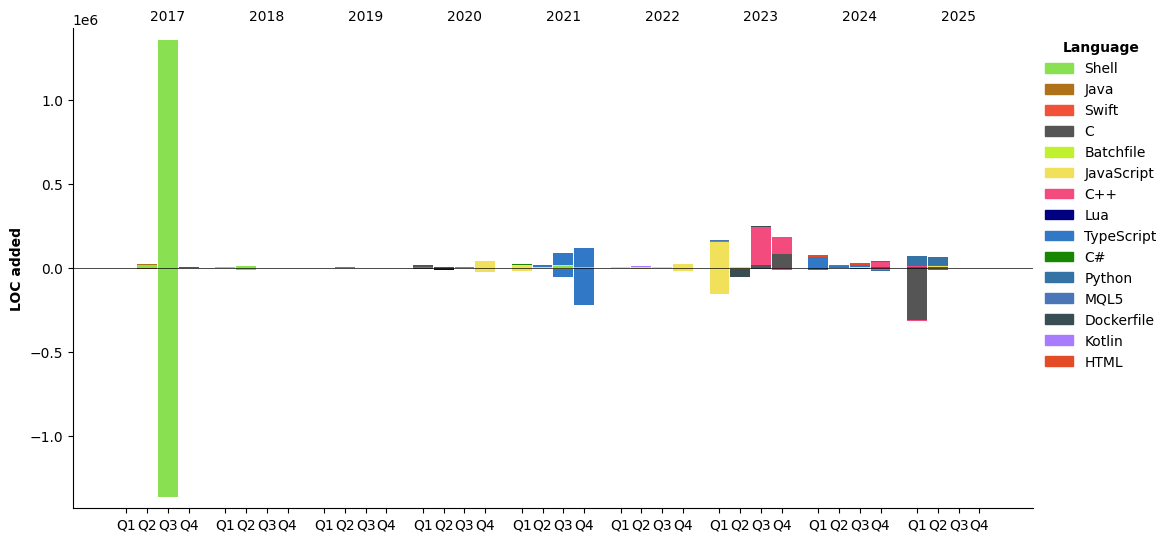 2017 2018 2019 2020 2021 2022 2023 2024 2025
1e6
Language
Shell
Java
Swift
C
Batchfile
JavaScript
C++
Lua
TypeScript
C#
Python
MQL5
Dockerfile
Kotlin
HTML
LOC added
1.0
0.5
0.0
−0.5
−1.0
Q1 Q2 Q3 Q4 Q1 Q2 Q3 Q4 Q1 Q2 Q3 Q4 Q1 Q2 Q3 Q4 Q1 Q2 Q3 Q4 Q1 Q2 Q3 Q4 Q1 Q2 Q3 Q4 Q1 Q2 Q3 Q4 Q1 Q2 Q3 Q4